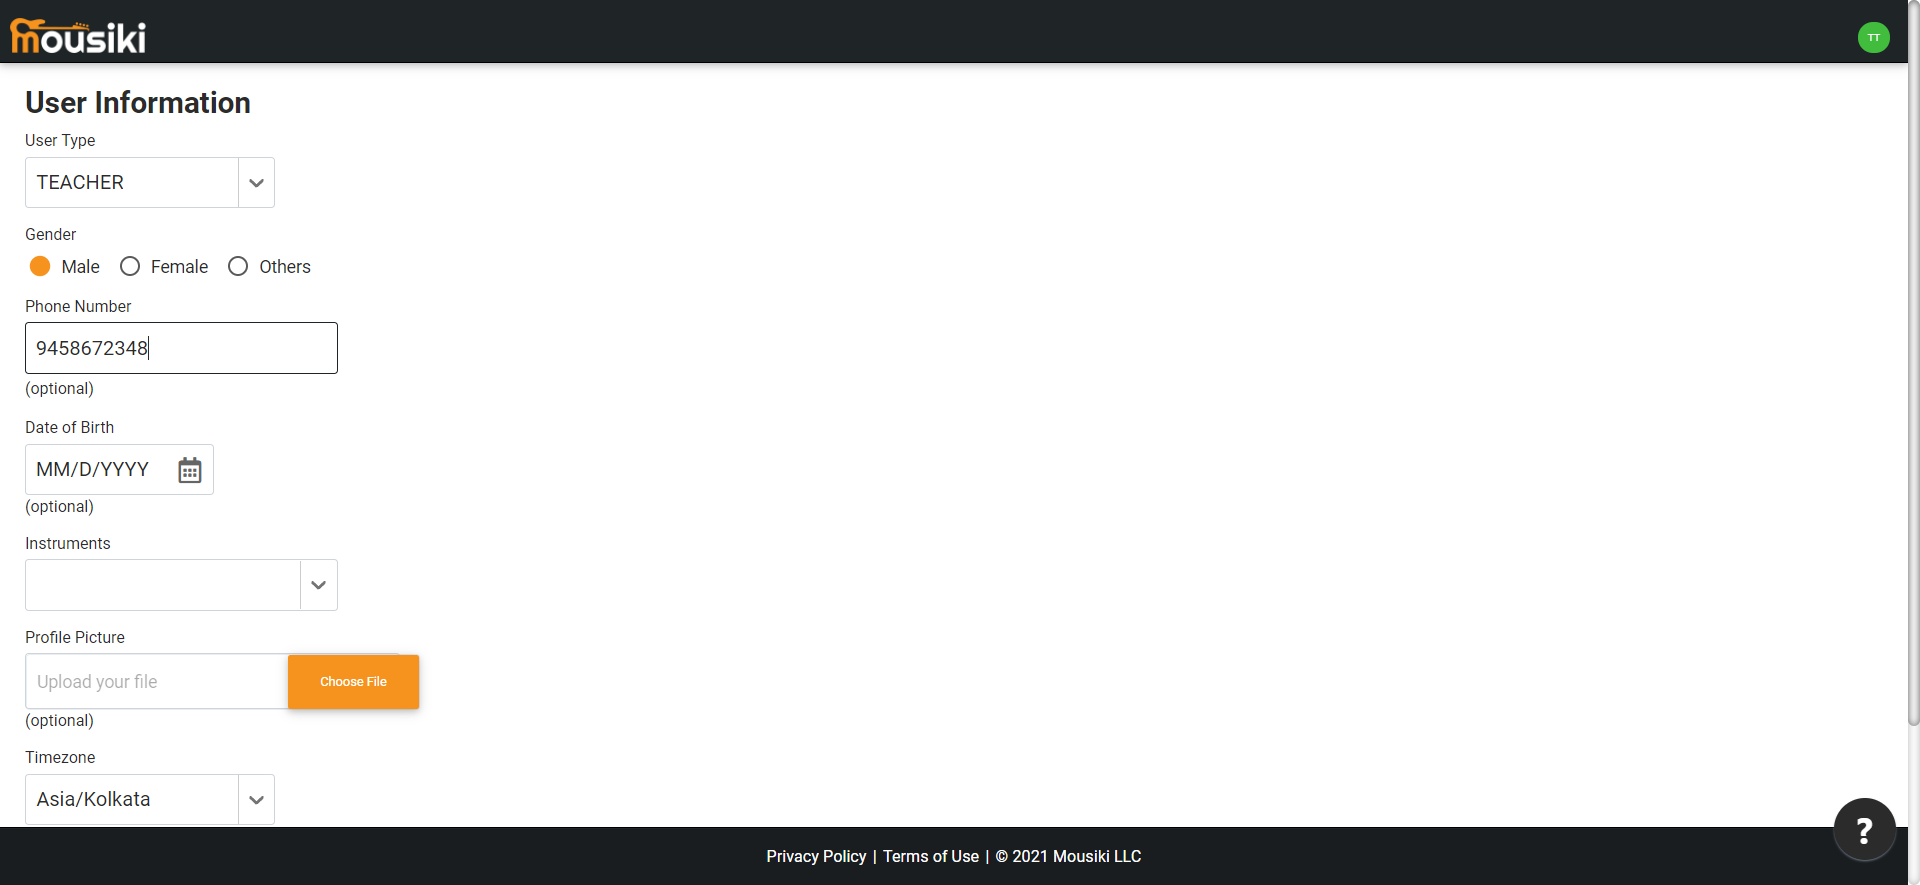 mousiki
TT
User Information
User Type
TEACHER
Gender
Male Female Others
Phone Number
9458672348
(optional)
Date of Birth
MM/D/YYYY
(optional)
Instruments
Profile Picture
Upload your file Choose File
(optional)
Timezone
Asia/Kolkata
?
Privacy Policy | Terms of Use | © 2021 Mousiki LLC